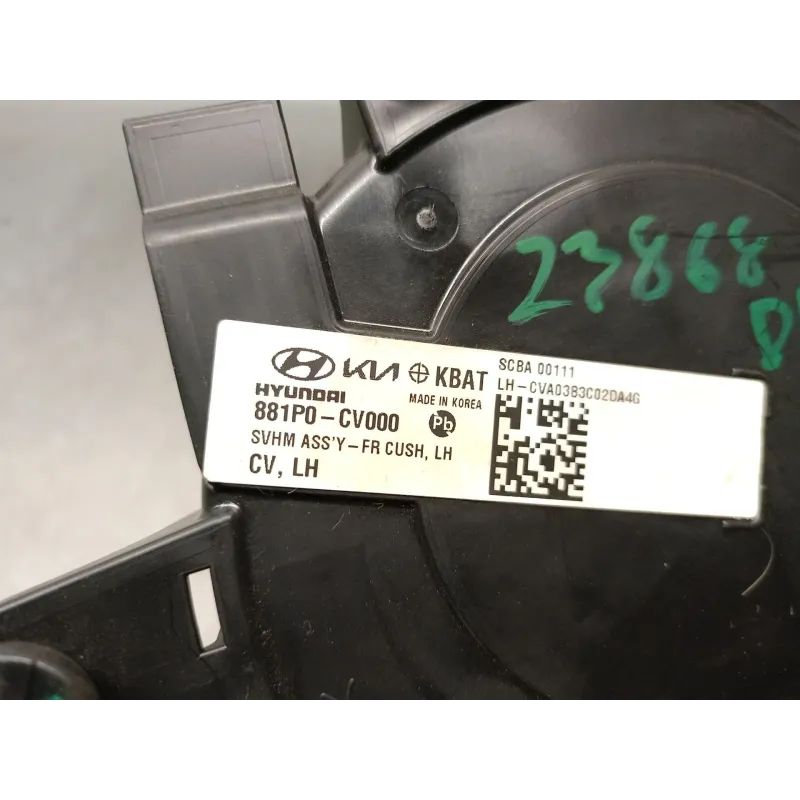 23868
HYUNDAI KIA KBAT
MADE IN KOREA
881P0-CV000 Pb
SVHM ASS'Y-FR CUSH, LH
CV, LH
SCBA 00111
LH-CVA03B3C02DA4G